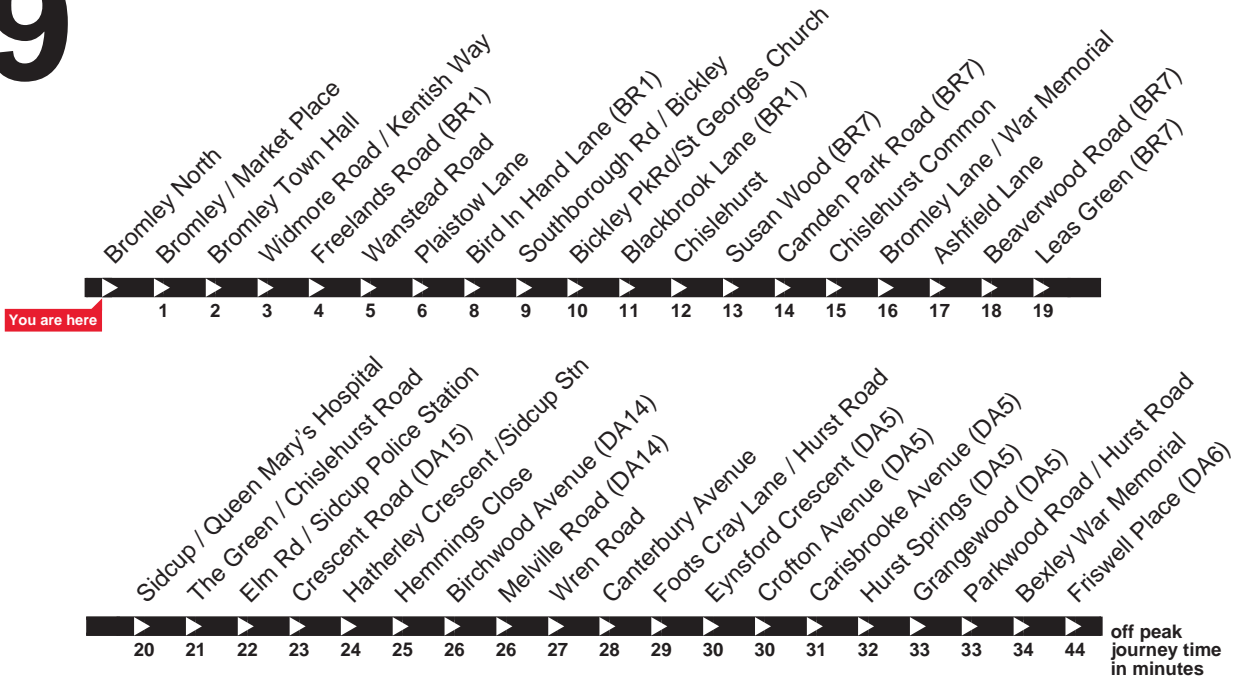 9
Bromley North
Bromley / Market Place
Bromley Town Hall
Widmore Road / Kentish Way
Freelands Road (BR1)
Wanstead Road
Plaistow Lane
Bird In Hand Lane (BR1)
Southborough Rd / Bickley
Bickley PkRd/St Georges Church
Blackbrook Lane (BR1)
Chislehurst
Susan Wood (BR7)
Camden Park Road (BR7)
Chislehurst Common
Bromley Lane / War Memorial
Ashfield Lane
Beaverwood Road (BR7)
Leas Green (BR7)
You are here
1 2 3 4 5 6 8 9 10 11 12 13 14 15 16 17 18 19
Sidcup / Queen Mary's Hospital
The Green / Chislehurst Road
Elm Rd / Sidcup Police Station
Crescent Road (DA15)
Hatherley Crescent /Sidcup Stn
Hemmings Close
Birchwood Avenue (DA14)
Melville Road (DA14)
Wren Road
Canterbury Avenue
Foots Cray Lane / Hurst Road
Eynsford Crescent (DA5)
Crofton Avenue (DA5)
Carisbrooke Avenue (DA5)
Hurst Springs (DA5)
Grangewood (DA5)
Parkwood Road / Hurst Road
Bexley War Memorial
Friswell Place (DA6)
20 21 22 23 24 25 26 26 27 28 29 30 30 31 32 33 33 34 44
off peak
journey time
in minutes